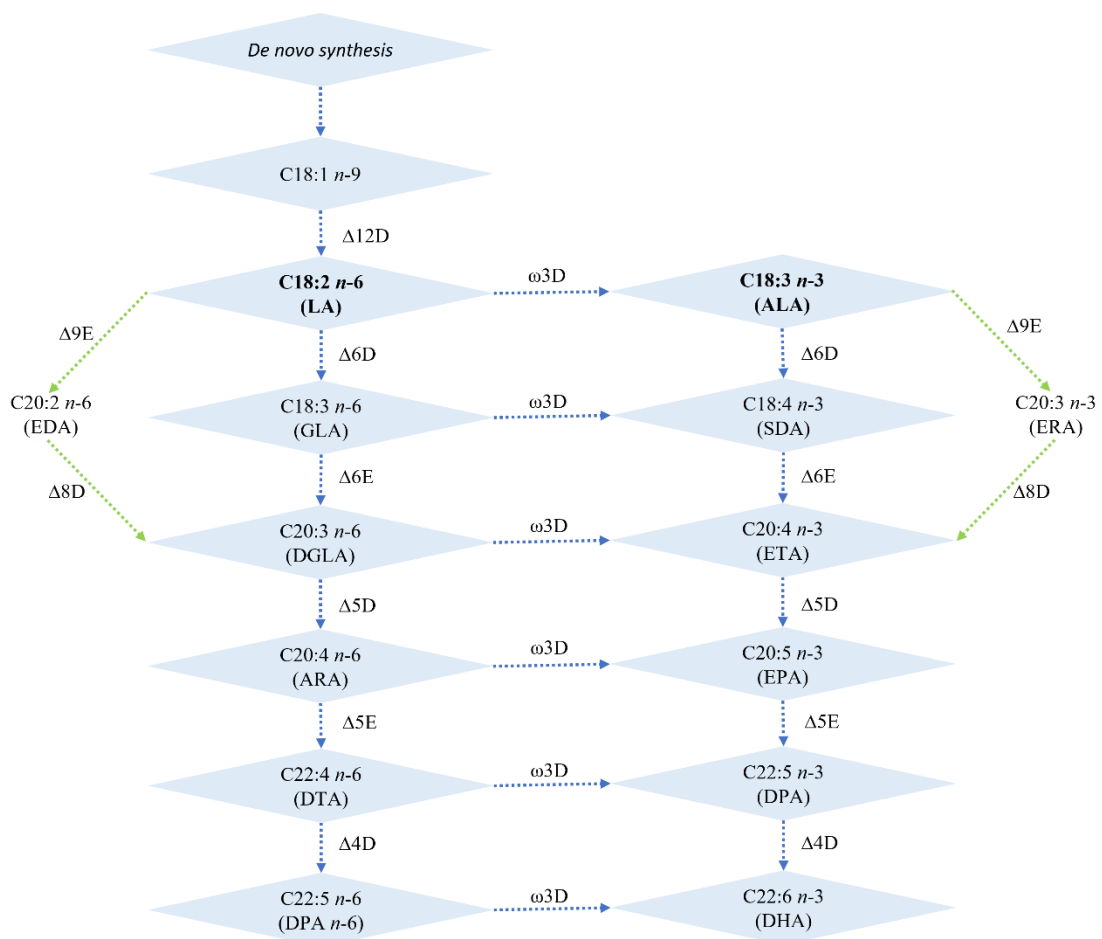 De novo synthesis
C18:1 n-9
Δ12D
C18:2 n-6
(LA)
ω3D
C18:3 n-3
(ALA)
Δ9E
Δ6D
Δ6D
Δ9E
C20:2 n-6
(EDA)
C18:3 n-6
(GLA)
ω3D
C18:4 n-3
(SDA)
C20:3 n-3
(ERA)
Δ8D
Δ6E
Δ6E
Δ8D
C20:3 n-6
(DGLA)
ω3D
C20:4 n-3
(ETA)
Δ5D
Δ5D
C20:4 n-6
(ARA)
ω3D
C20:5 n-3
(EPA)
Δ5E
Δ5E
C22:4 n-6
(DTA)
ω3D
C22:5 n-3
(DPA)
Δ4D
Δ4D
C22:5 n-6
(DPA n-6)
ω3D
C22:6 n-3
(DHA)